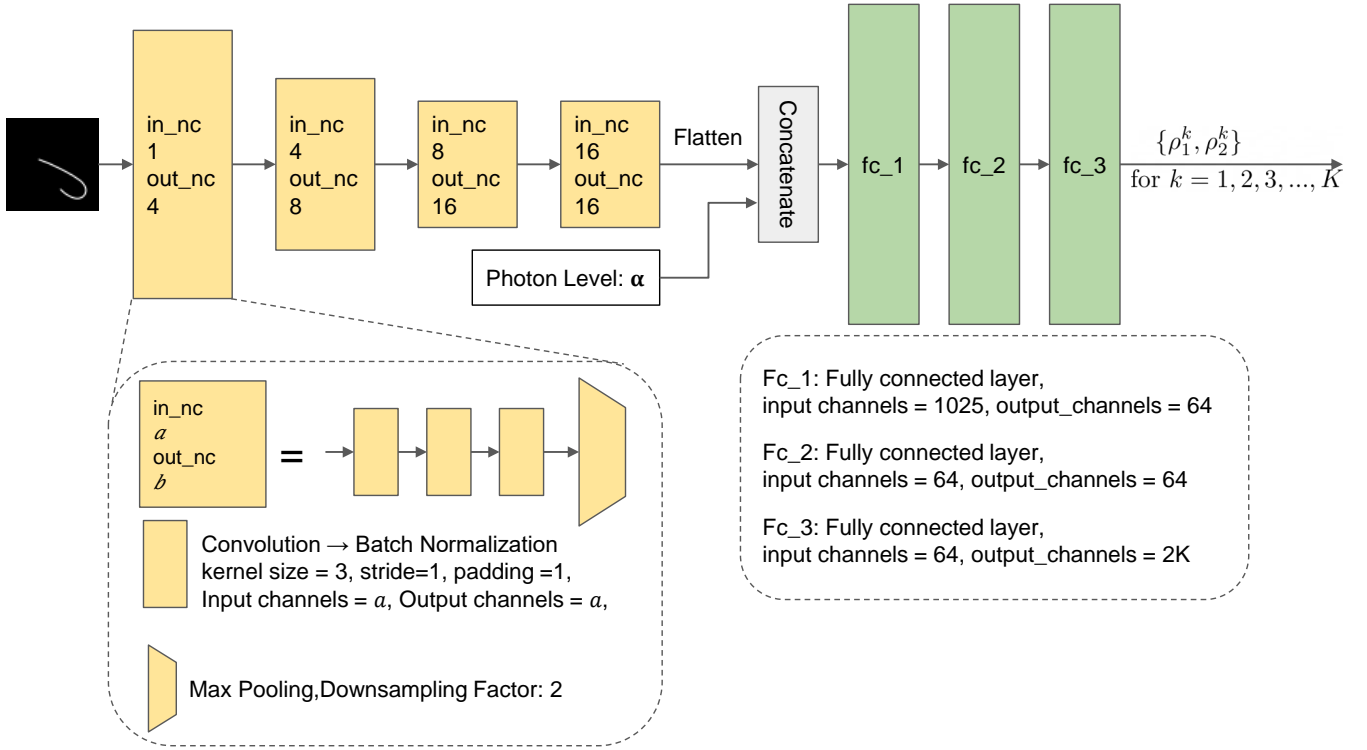 in_nc
1
out_nc
4
in_nc
4
out_nc
8
in_nc
8
out_nc
16
in_nc
16
out_nc
16
Flatten
Photon Level: α
Concatenate
fc_1
fc_2
fc_3
{ρ₁ᵏ, ρ₂ᵏ}
for k = 1, 2, 3, ..., K
in_nc
a
out_nc
b
=
Convolution → Batch Normalization
kernel size = 3, stride=1, padding =1,
Input channels = a, Output channels = a,
Max Pooling,Downsampling Factor: 2
Fc_1: Fully connected layer,
input channels = 1025, output_channels = 64
Fc_2: Fully connected layer,
input channels = 64, output_channels = 64
Fc_3: Fully connected layer,
input channels = 64, output_channels = 2K